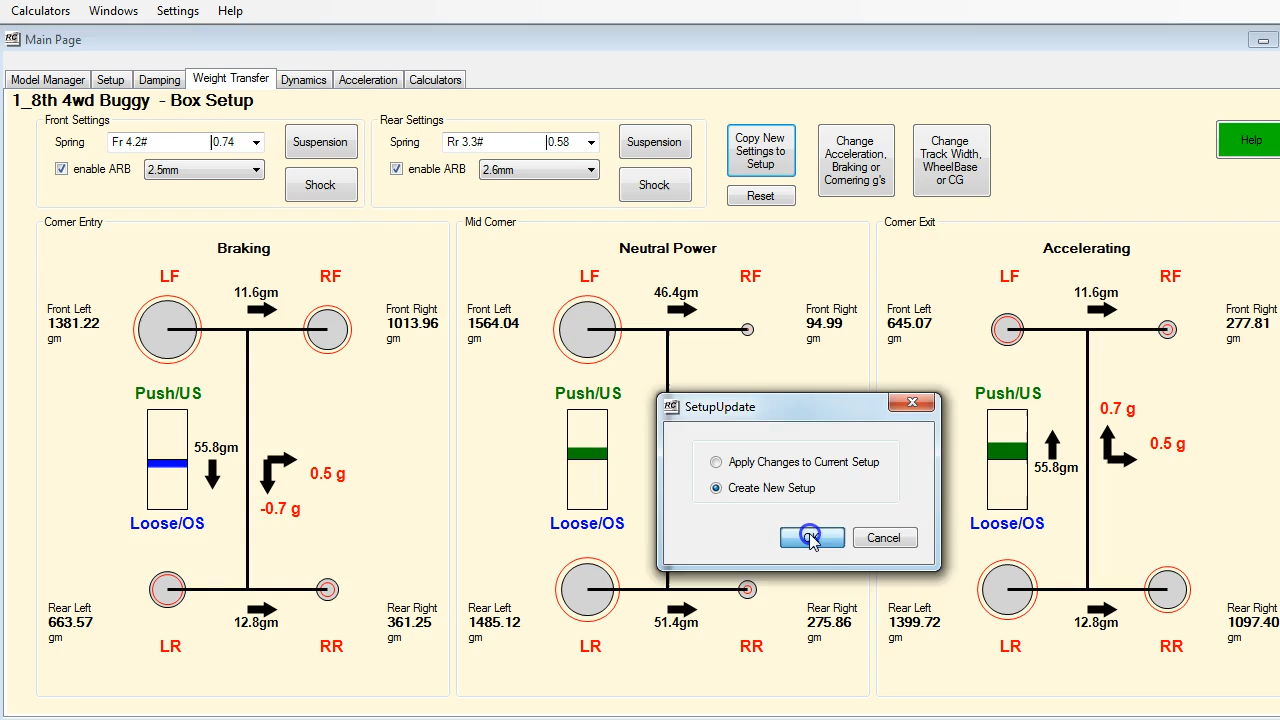 Calculators Windows Settings Help
RC Main Page
Model Manager Setup Damping Weight Transfer Dynamics Acceleration Calculators
1_8th 4wd Buggy - Box Setup
Front Settings
Spring Fr 4.2# 0.74
enable ARB 2.5mm
Suspension
Shock
Rear Settings
Spring Rr 3.3# 0.58
enable ARB 2.6mm
Suspension
Shock
Copy New
Settings to
Setup
Reset
Change
Acceleration,
Braking or
Cornering g's
Change
Track Width,
WheelBase
or CG
Help
Corner Entry
Braking
LF RF
11.6gm
Front Left
1381.22
gm
Front Right
1013.96
gm
Push/US
55.8gm
0.5 g
-0.7 g
Loose/OS
Rear Left
663.57
gm
12.8gm
Rear Right
361.25
gm
LR RR
Mid Corner
Neutral Power
LF RF
46.4gm
Front Left
1564.04
gm
Front Right
94.99
gm
Push/US
Loose/OS
Rear Left
1485.12
gm
51.4gm
Rear Right
275.86
gm
LR RR
Corner Exit
Accelerating
LF RF
11.6gm
Front Left
645.07
gm
Front Right
277.81
gm
Push/US
0.7 g
0.5 g
55.8gm
Loose/OS
Rear Left
1399.72
gm
12.8gm
Rear Right
1097.40
gm
LR RR
RC SetupUpdate
Apply Changes to Current Setup
Create New Setup
Cancel